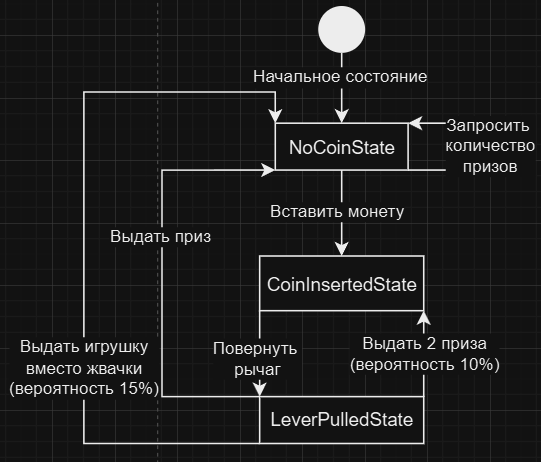 Начальное состояние
NoCoinState
Запросить
количество
призов
Вставить монету
Выдать приз
CoinInsertedState
Выдать игрушку
вместо жвачки
(вероятность 15%)
Повернуть
рычаг
Выдать 2 приза
(вероятность 10%)
LeverPulledState